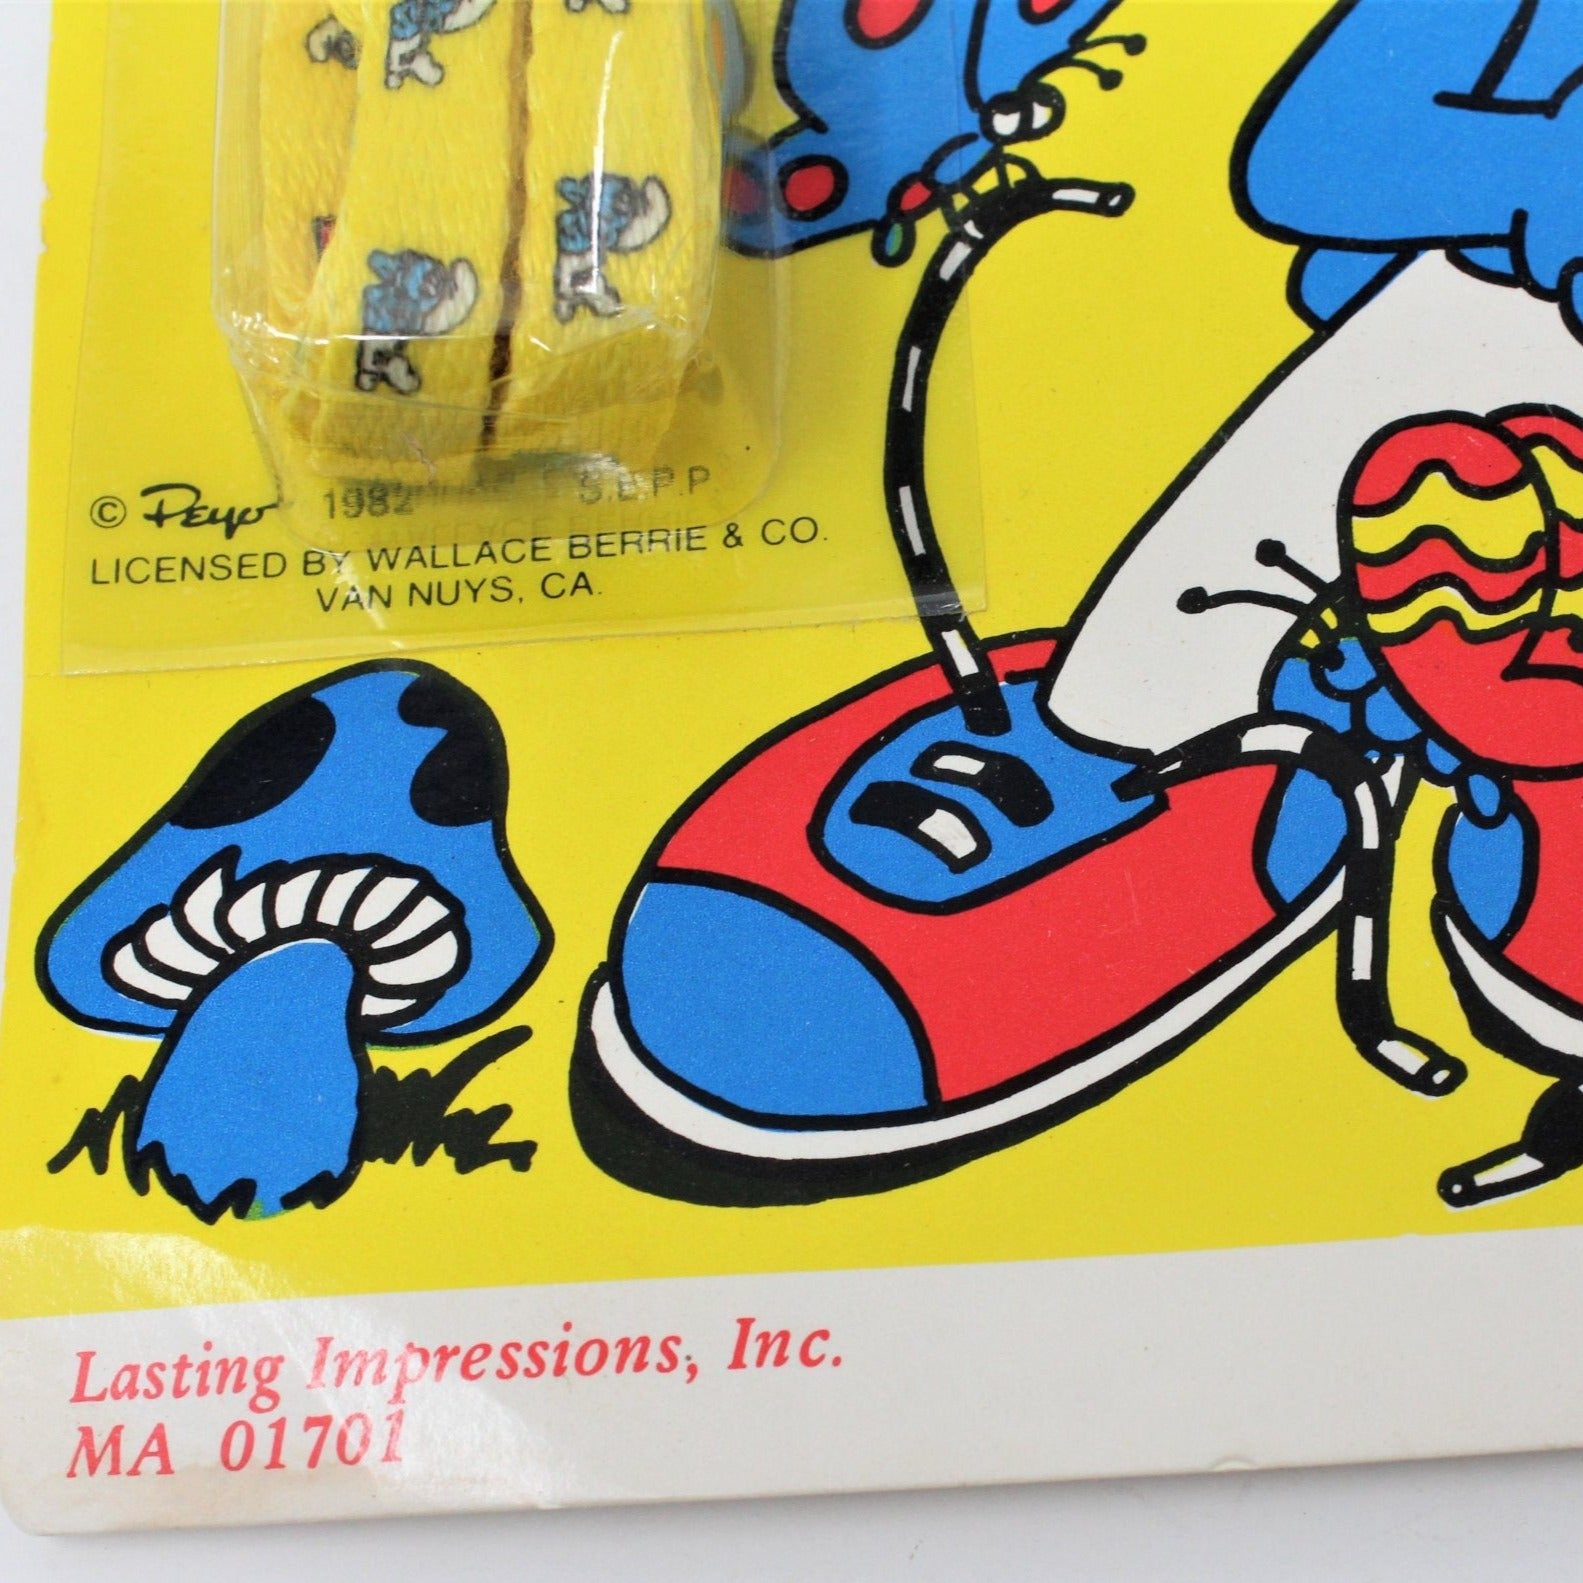 © Peyo 1982 S.E.P.P.
LICENSED BY WALLACE BERRIE & CO.
VAN NUYS, CA.
Lasting Impressions, Inc.
MA 01701